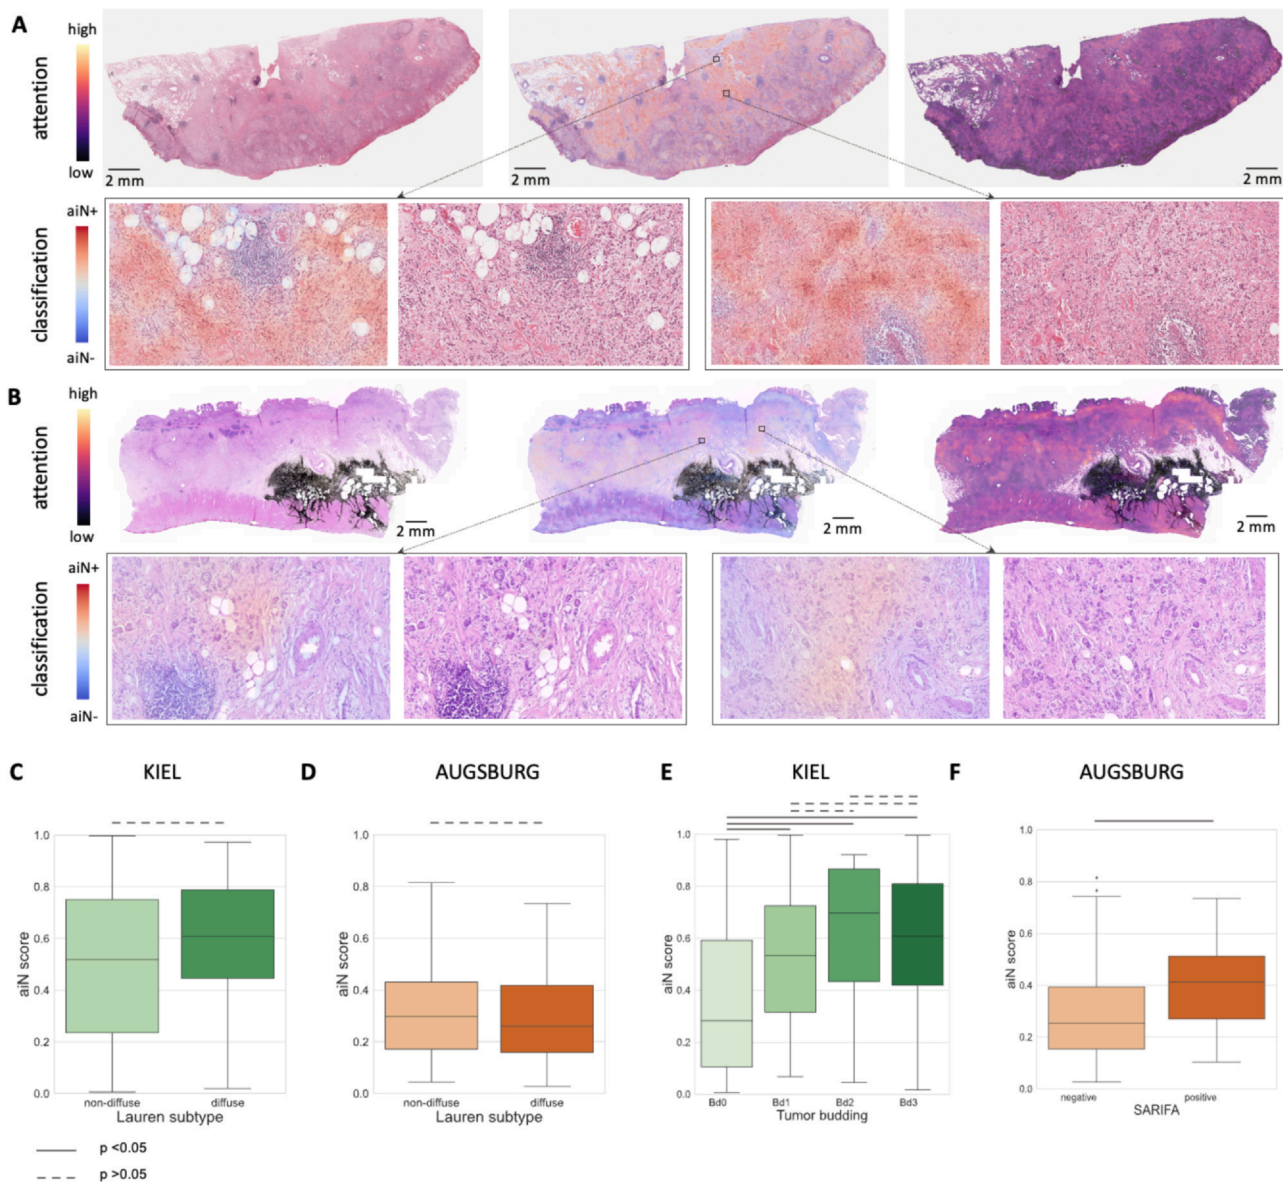 A
high
attention
low
2 mm
2 mm
2 mm
aiN+
classification
aiN-
B
high
attention
low
2 mm
2 mm
2 mm
aiN+
classification
aiN-
C
KIEL
1.0
0.8
0.6
0.4
0.2
0.0
aiN score
non-diffuse
diffuse
Lauren subtype
D
AUGSBURG
1.0
0.8
0.6
0.4
0.2
0.0
aiN score
non-diffuse
diffuse
Lauren subtype
E
KIEL
1.0
0.8
0.6
0.4
0.2
0.0
aiN score
Bd0
Bd1
Bd2
Bd3
Tumor budding
F
AUGSBURG
1.0
0.8
0.6
0.4
0.2
0.0
aiN score
negative
positive
SARIFA
p <0.05
p >0.05